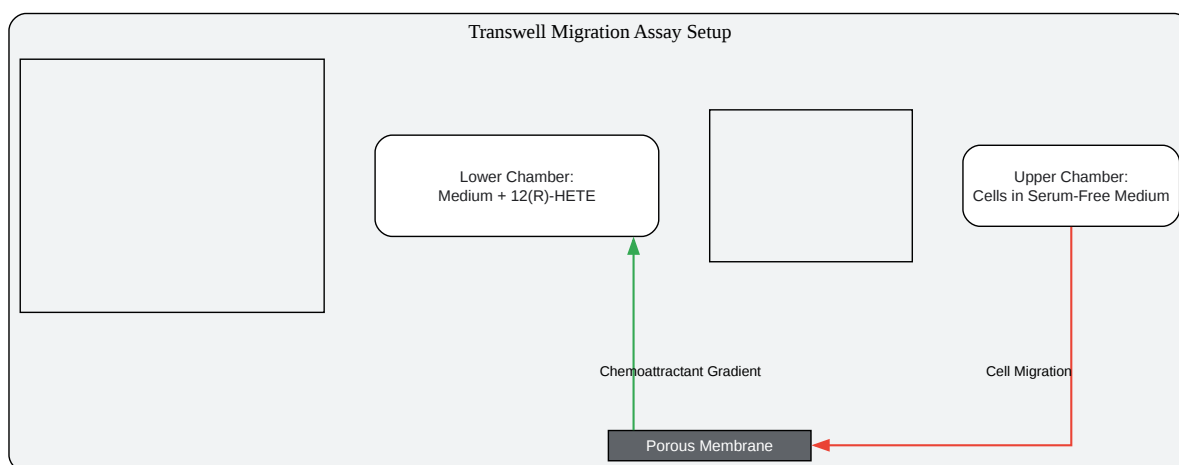 Transwell Migration Assay Setup
Lower Chamber:
Medium + 12(R)-HETE
Upper Chamber:
Cells in Serum-Free Medium
Chemoattractant Gradient
Cell Migration
Porous Membrane